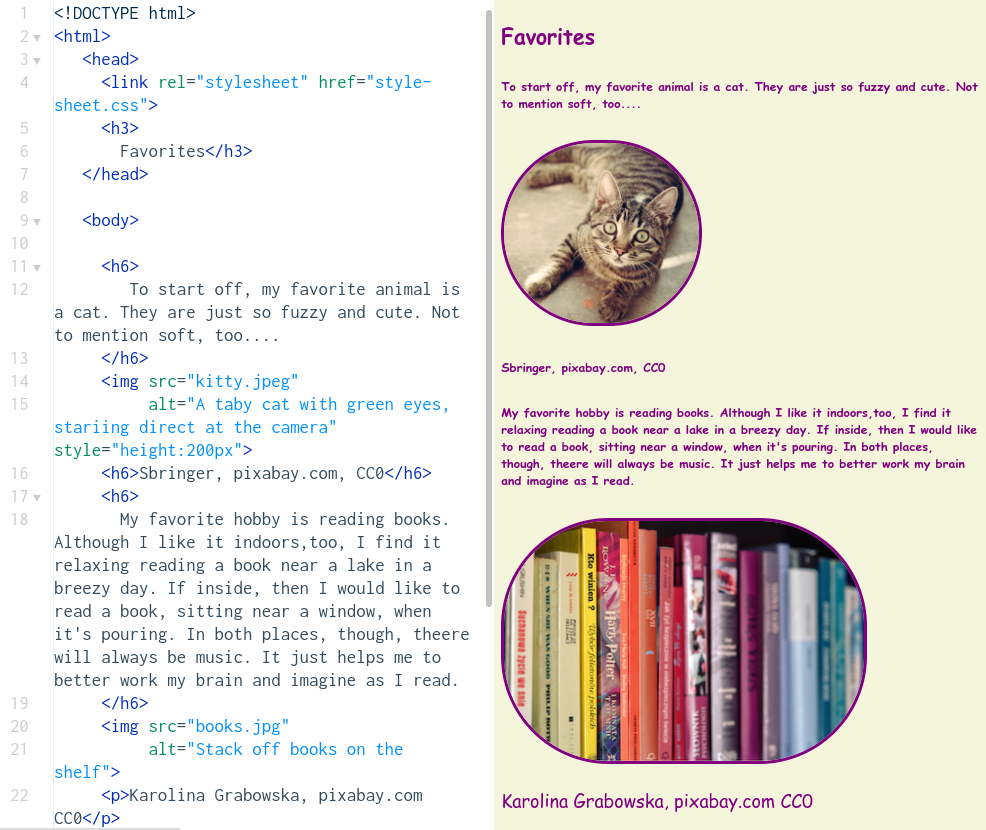 1 <!DOCTYPE html>
2 <html>
3 <head>
4 <link rel="stylesheet" href="style-
sheet.css">
5 <h3>
6 Favorites</h3>
7 </head>
8
9 <body>
10
11 <h6>
12 To start off, my favorite animal is
a cat. They are just so fuzzy and cute. Not
to mention soft, too....
13 </h6>
14 <img src="kitty.jpeg"
15 alt="A taby cat with green eyes,
stariing direct at the camera"
style="height:200px">
16 <h6>Sbringer, pixabay.com, CC0</h6>
17 <h6>
18 My favorite hobby is reading books.
Although I like it indoors,too, I find it
relaxing reading a book near a lake in a
breezy day. If inside, then I would like to
read a book, sitting near a window, when
it's pouring. In both places, though, theere
will always be music. It just helps me to
better work my brain and imagine as I read.
19 </h6>
20 <img src="books.jpg"
21 alt="Stack off books on the
shelf">
22 <p>Karolina Grabowska, pixabay.com
CC0</p>
Favorites
To start off, my favorite animal is a cat. They are just so fuzzy and cute. Not
to mention soft, too....
Sbringer, pixabay.com, CC0
My favorite hobby is reading books. Although I like it indoors,too, I find it
relaxing reading a book near a lake in a breezy day. If inside, then I would like
to read a book, sitting near a window, when it's pouring. In both places,
though, theere will always be music. It just helps me to better work my brain
and imagine as I read.
Kto winien ?
Harry Potter
SŁOWNIK
Karolina Grabowska, pixabay.com CC0